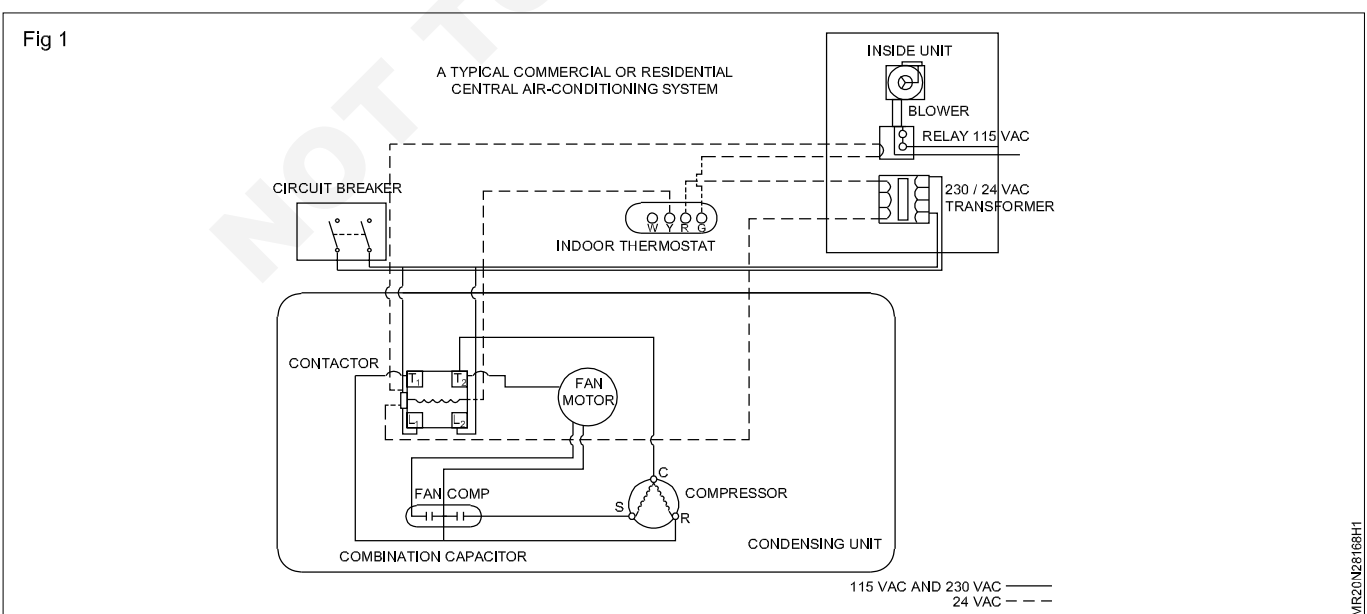 NOT TO
Fig 1
A TYPICAL COMMERCIAL OR RESIDENTIAL
CENTRAL AIR-CONDITIONING SYSTEM
INSIDE UNIT
BLOWER
RELAY 115 VAC
CIRCUIT BREAKER
230 / 24 VAC
TRANSFORMER
W Y R G
INDOOR THERMOSTAT
CONTACTOR
T1 T2
L1 L2
FAN
MOTOR
C
COMPRESSOR
S
R
FAN COMP
COMBINATION CAPACITOR
CONDENSING UNIT
115 VAC AND 230 VAC
24 VAC
MR20N28168H1